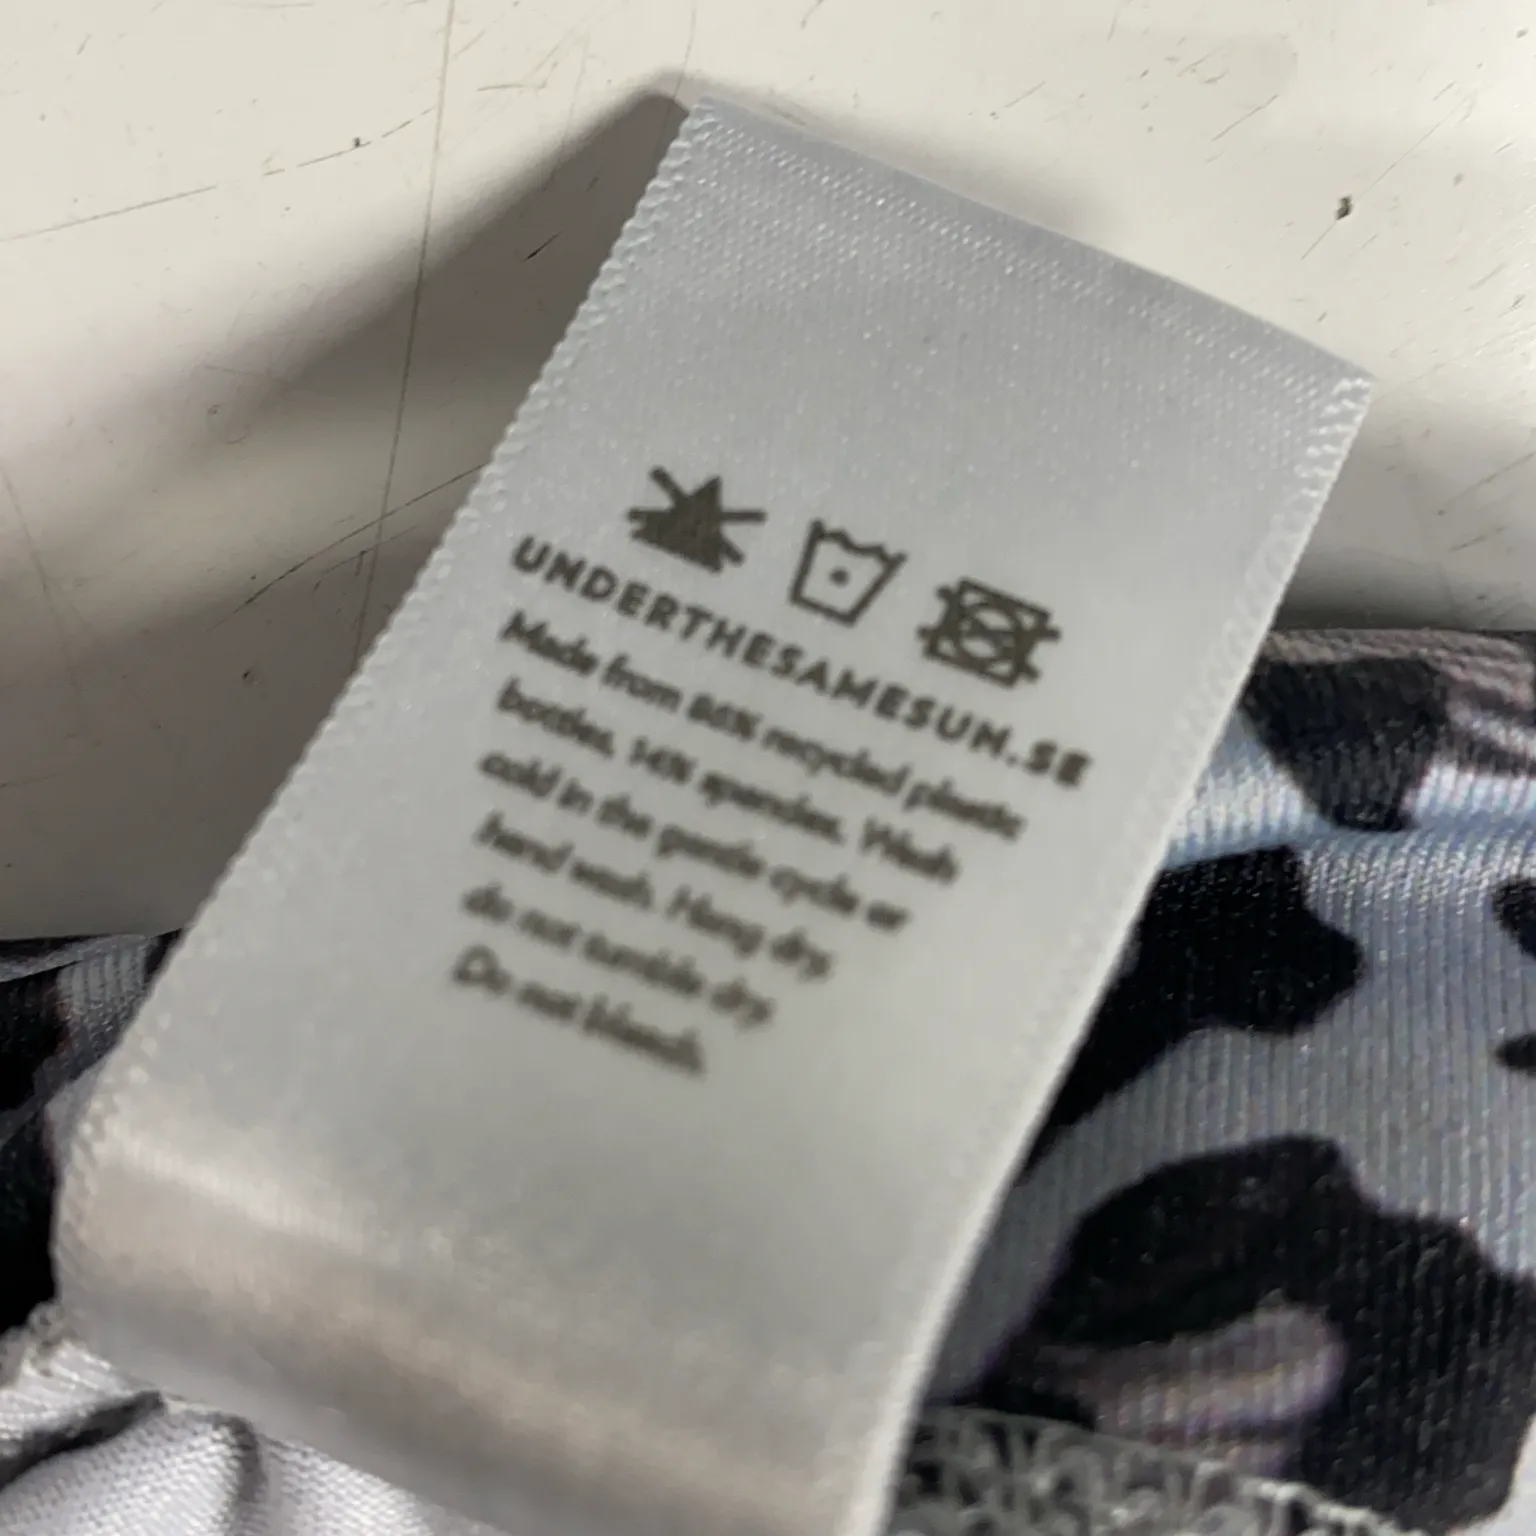 UNDERTHESAMESUN.SE
Made from 86% recycled plastic
bottles, 14% spandex. Wash
cold in the gentle cycle or
hand wash. Hang dry
do not tumble dry
Do not bleach.